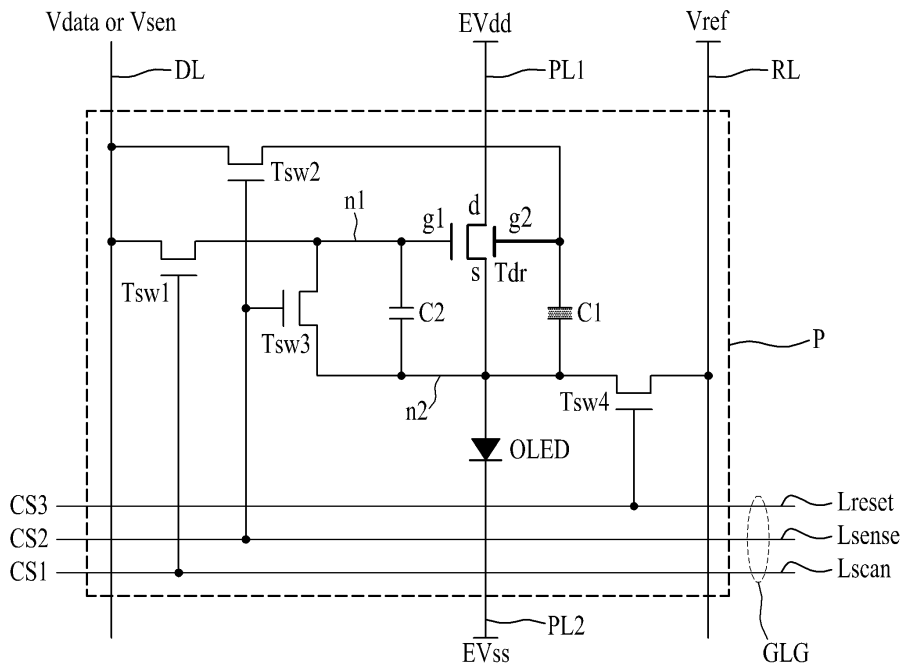 Vdata or Vsen
EVdd
Vref
DL
PL1
RL
Tsw2
n1
g1
d
g2
s
Tdr
Tsw1
C2
C1
Tsw3
P
n2
Tsw4
OLED
CS3
Lreset
CS2
Lsense
CS1
Lscan
PL2
EVss
GLG